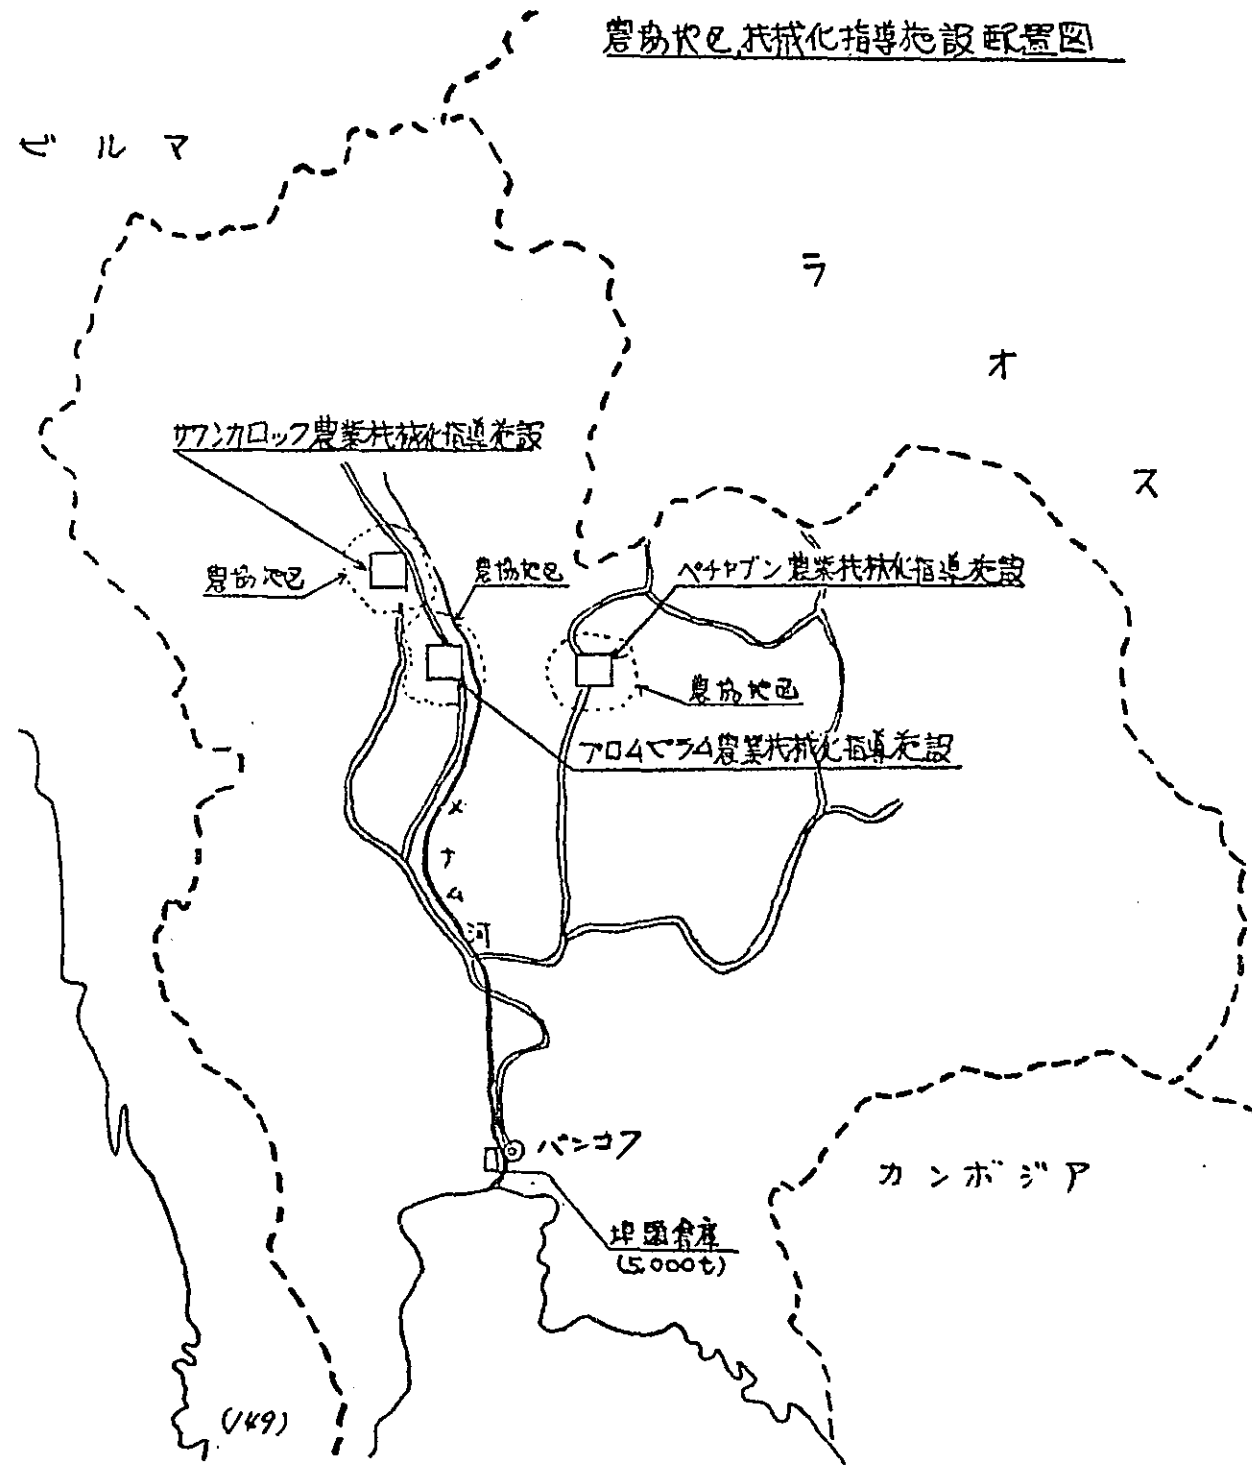 農協地区,機械化指導施設配置図
ビルマ
ラオス
サワンカロック農業機械化指導施設
農協地区
農協地区
ペチャブン農業機械化指導施設
農協地区
プロムピラム農業機械化指導施設
メナム河
バンコク
埠頭倉庫
(5,000t)
カンボジア
(149)